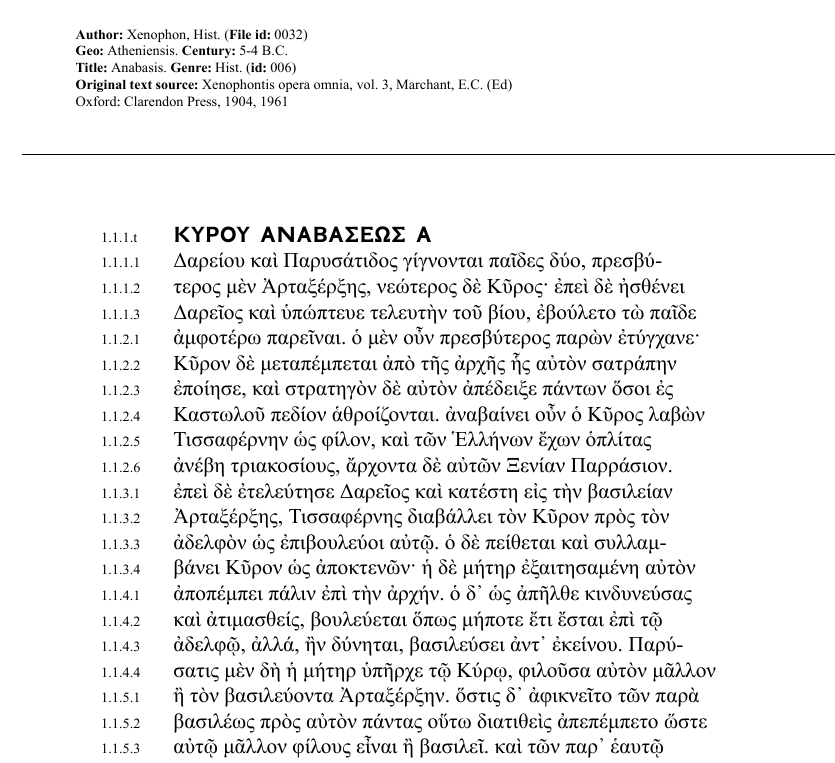 Author: Xenophon, Hist. (File id: 0032)
Geo: Atheniensis. Century: 5-4 B.C.
Title: Anabasis. Genre: Hist. (id: 006)
Original text source: Xenophontis opera omnia, vol. 3, Marchant, E.C. (Ed)
Oxford: Clarendon Press, 1904, 1961
1.1.1.t ΚΥΡΟΥ ΑΝΑΒΑΣΕΩΣ Α
1.1.1.1 Δαρείου καὶ Παρυσάτιδος γίγνονται παῖδες δύο, πρεσβύ-
1.1.1.2 τερος μὲν Ἀρταξέρξης, νεώτερος δὲ Κῦρος· ἐπεὶ δὲ ἠσθένει
1.1.1.3 Δαρεῖος καὶ ὑπώπτευε τελευτὴν τοῦ βίου, ἐβούλετο τὼ παῖδε
1.1.2.1 ἀμφοτέρω παρεῖναι. ὁ μὲν οὖν πρεσβύτερος παρὼν ἐτύγχανε·
1.1.2.2 Κῦρον δὲ μεταπέμπεται ἀπὸ τῆς ἀρχῆς ἧς αὐτὸν σατράπην
1.1.2.3 ἐποίησε, καὶ στρατηγὸν δὲ αὐτὸν ἀπέδειξε πάντων ὅσοι ἐς
1.1.2.4 Καστωλοῦ πεδίον ἁθροίζονται. ἀναβαίνει οὖν ὁ Κῦρος λαβὼν
1.1.2.5 Τισσαφέρνην ὡς φίλον, καὶ τῶν Ἑλλήνων ἔχων ὁπλίτας
1.1.2.6 ἀνέβη τριακοσίους, ἄρχοντα δὲ αὐτῶν Ξενίαν Παρράσιον.
1.1.3.1 ἐπεὶ δὲ ἐτελεύτησε Δαρεῖος καὶ κατέστη εἰς τὴν βασιλείαν
1.1.3.2 Ἀρταξέρξης, Τισσαφέρνης διαβάλλει τὸν Κῦρον πρὸς τὸν
1.1.3.3 ἀδελφὸν ὡς ἐπιβουλεύοι αὐτῷ. ὁ δὲ πείθεται καὶ συλλαμ-
1.1.3.4 βάνει Κῦρον ὡς ἀποκτενῶν· ἡ δὲ μήτηρ ἐξαιτησαμένη αὐτὸν
1.1.4.1 ἀποπέμπει πάλιν ἐπὶ τὴν ἀρχήν. ὁ δ᾽ ὡς ἀπῆλθε κινδυνεύσας
1.1.4.2 καὶ ἀτιμασθείς, βουλεύεται ὅπως μήποτε ἔτι ἔσται ἐπὶ τῷ
1.1.4.3 ἀδελφῷ, ἀλλά, ἢν δύνηται, βασιλεύσει ἀντ᾽ ἐκείνου. Παρύ-
1.1.4.4 σατις μὲν δὴ ἡ μήτηρ ὑπῆρχε τῷ Κύρῳ, φιλοῦσα αὐτὸν μᾶλλον
1.1.5.1 ἢ τὸν βασιλεύοντα Ἀρταξέρξην. ὅστις δ᾽ ἀφικνεῖτο τῶν παρὰ
1.1.5.2 βασιλέως πρὸς αὐτὸν πάντας οὕτω διατιθεὶς ἀπεπέμπετο ὥστε
1.1.5.3 αὐτῷ μᾶλλον φίλους εἶναι ἢ βασιλεῖ. καὶ τῶν παρ᾽ ἑαυτῷ